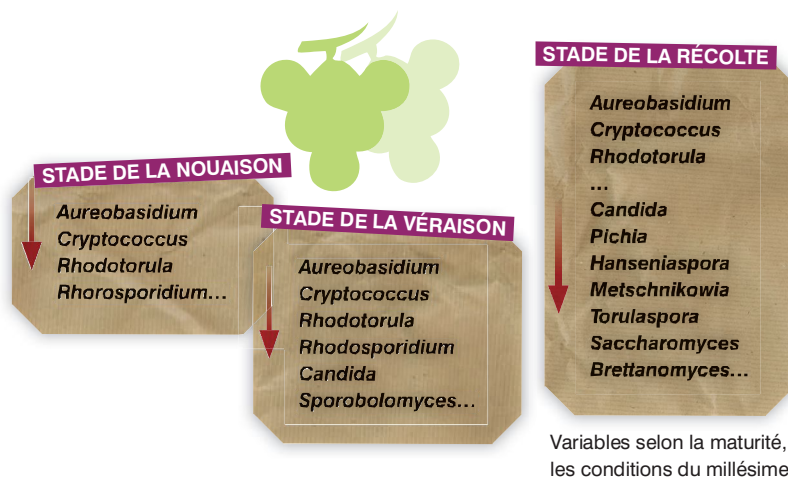 STADE DE LA NOUAISON
Aureobasidium
Cryptococcus
Rhodotorula
Rhorosporidium...
STADE DE LA VÉRAISON
Aureobasidium
Cryptococcus
Rhodotorula
Rhodosporidium
Candida
Sporobolomyces...
STADE DE LA RÉCOLTE
Aureobasidium
Cryptococcus
Rhodotorula
...
Candida
Pichia
Hanseniaspora
Metschnikowia
Torulaspora
Saccharomyces
Brettanomyces...
Variables selon la maturité,
les conditions du millésime